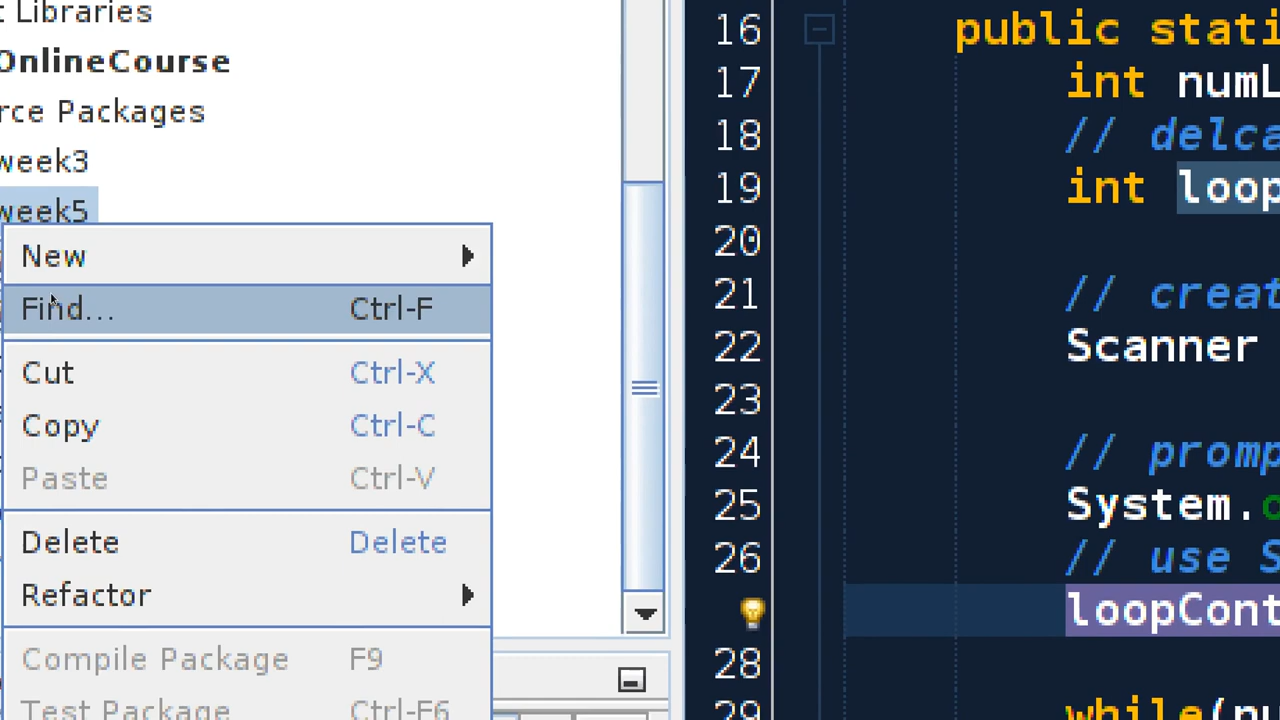 t Libraries
OnlineCourse
rce Packages
week3
week5
New
Find... Ctrl-F
Cut Ctrl-X
Copy Ctrl-C
Paste Ctrl-V
Delete Delete
Refactor
Compile Package F9
Test Package Ctrl-F6
16 public stati
17 int numL
18 // delca
19 int loop
20
21 // creat
22 Scanner
23
24 // promp
25 System.o
26 // use S
loopCont
28
29 while(nu